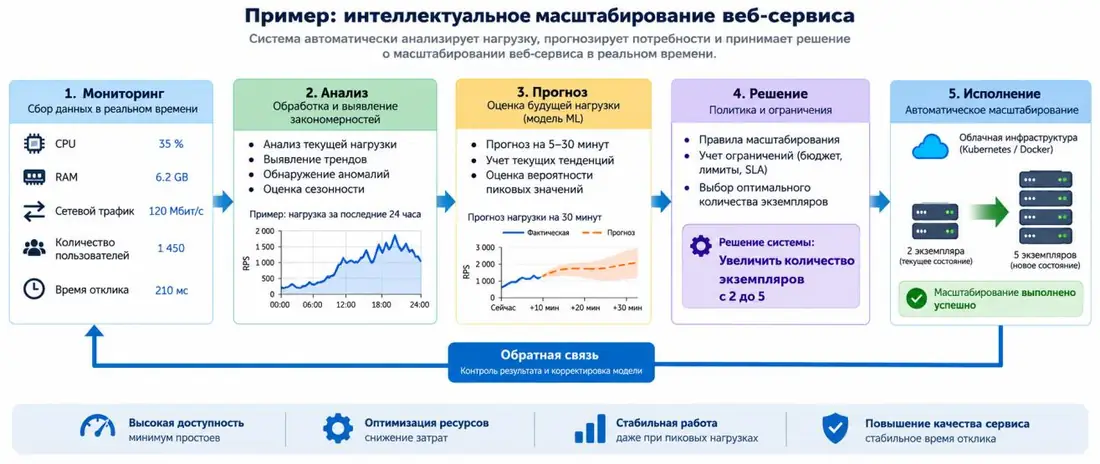 Пример: интеллектуальное масштабирование веб-сервиса
Система автоматически анализирует нагрузку, прогнозирует потребности и принимает решение
о масштабировании веб-сервиса в реальном времени.
1. Мониторинг
Сбор данных в реальном времени
CPU 35 %
RAM 6.2 GB
Сетевой трафик 120 Мбит/с
Количество
пользователей 1 450
Время отклика 210 мс
2. Анализ
Обработка и выявление
закономерностей
• Анализ текущей нагрузки
• Выявление трендов
• Обнаружение аномалий
• Оценка сезонности
Пример: нагрузка за последние 24 часа
RPS
2 000
1 500
1 000
500
0
00:00 06:00 12:00 18:00 24:00
3. Прогноз
Оценка будущей нагрузки
(модель ML)
• Прогноз на 5–30 минут
• Учет текущих тенденций
• Оценка вероятности
пиковых значений
Прогноз нагрузки на 30 минут
Фактическая Прогноз
RPS
3 000
2 000
1 000
0
Сейчас +10 мин +20 мин +30 мин
4. Решение
Политика и ограничения
• Правила масштабирования
• Учет ограничений (бюджет,
лимиты, SLA)
• Выбор оптимального
количества экземпляров
Решение системы:
Увеличить количество
экземпляров
с 2 до 5
5. Исполнение
Автоматическое масштабирование
Облачная инфраструктура
(Kubernetes / Docker)
2 экземпляра
(текущее состояние)
5 экземпляров
(новое состояние)
Масштабирование выполнено
успешно
Обратная связь
Контроль результата и корректировка модели
Высокая доступность
минимум простоев
Оптимизация ресурсов
снижение затрат
Стабильная работа
даже при пиковых нагрузках
Повышение качества сервиса
стабильное время отклика